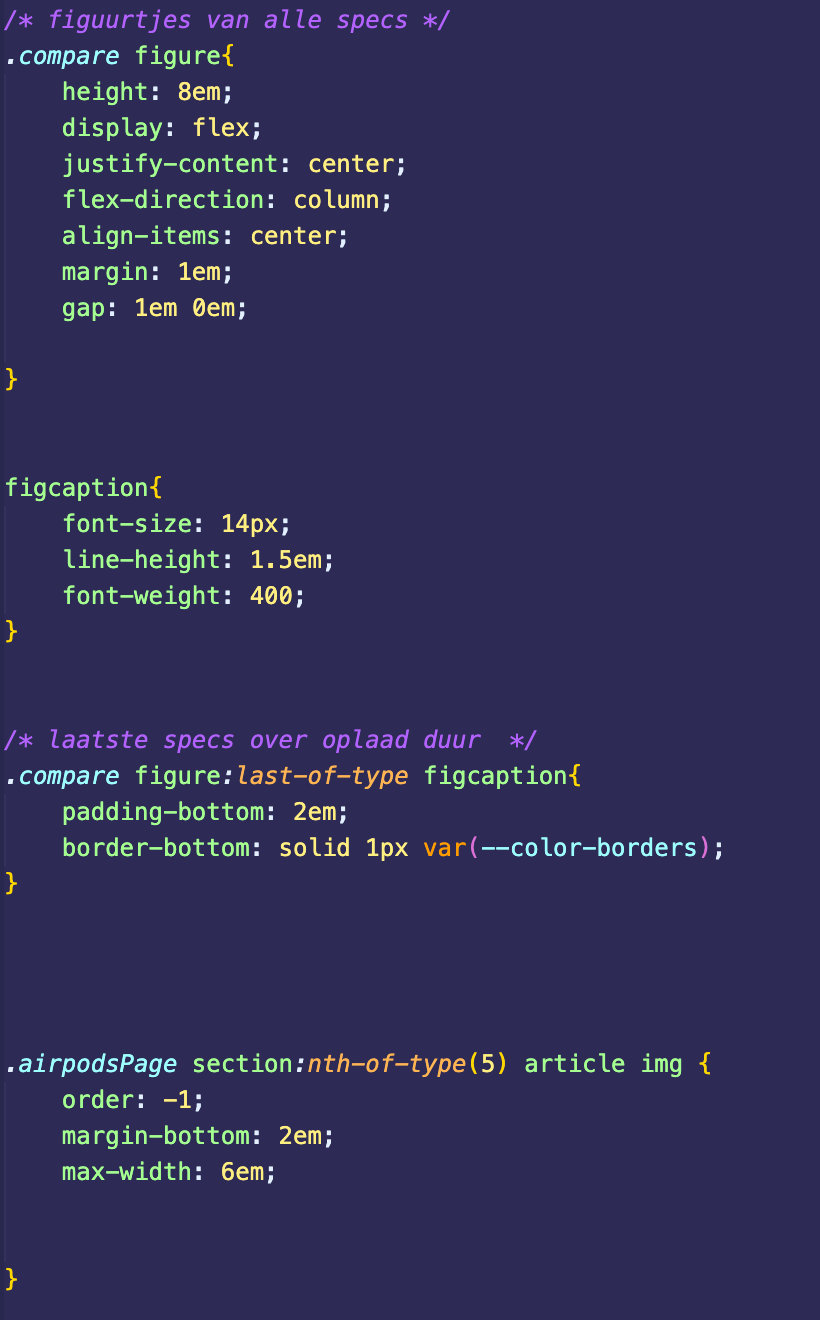 /* figuurtjes van alle specs */
.compare figure{
    height: 8em;
    display: flex;
    justify-content: center;
    flex-direction: column;
    align-items: center;
    margin: 1em;
    gap: 1em 0em;
}
figcaption{
    font-size: 14px;
    line-height: 1.5em;
    font-weight: 400;
}
/* laatste specs over oplaad duur  */
.compare figure:last-of-type figcaption{
    padding-bottom: 2em;
    border-bottom: solid 1px var(--color-borders);
}
.airpodsPage section:nth-of-type(5) article img {
    order: -1;
    margin-bottom: 2em;
    max-width: 6em;
}